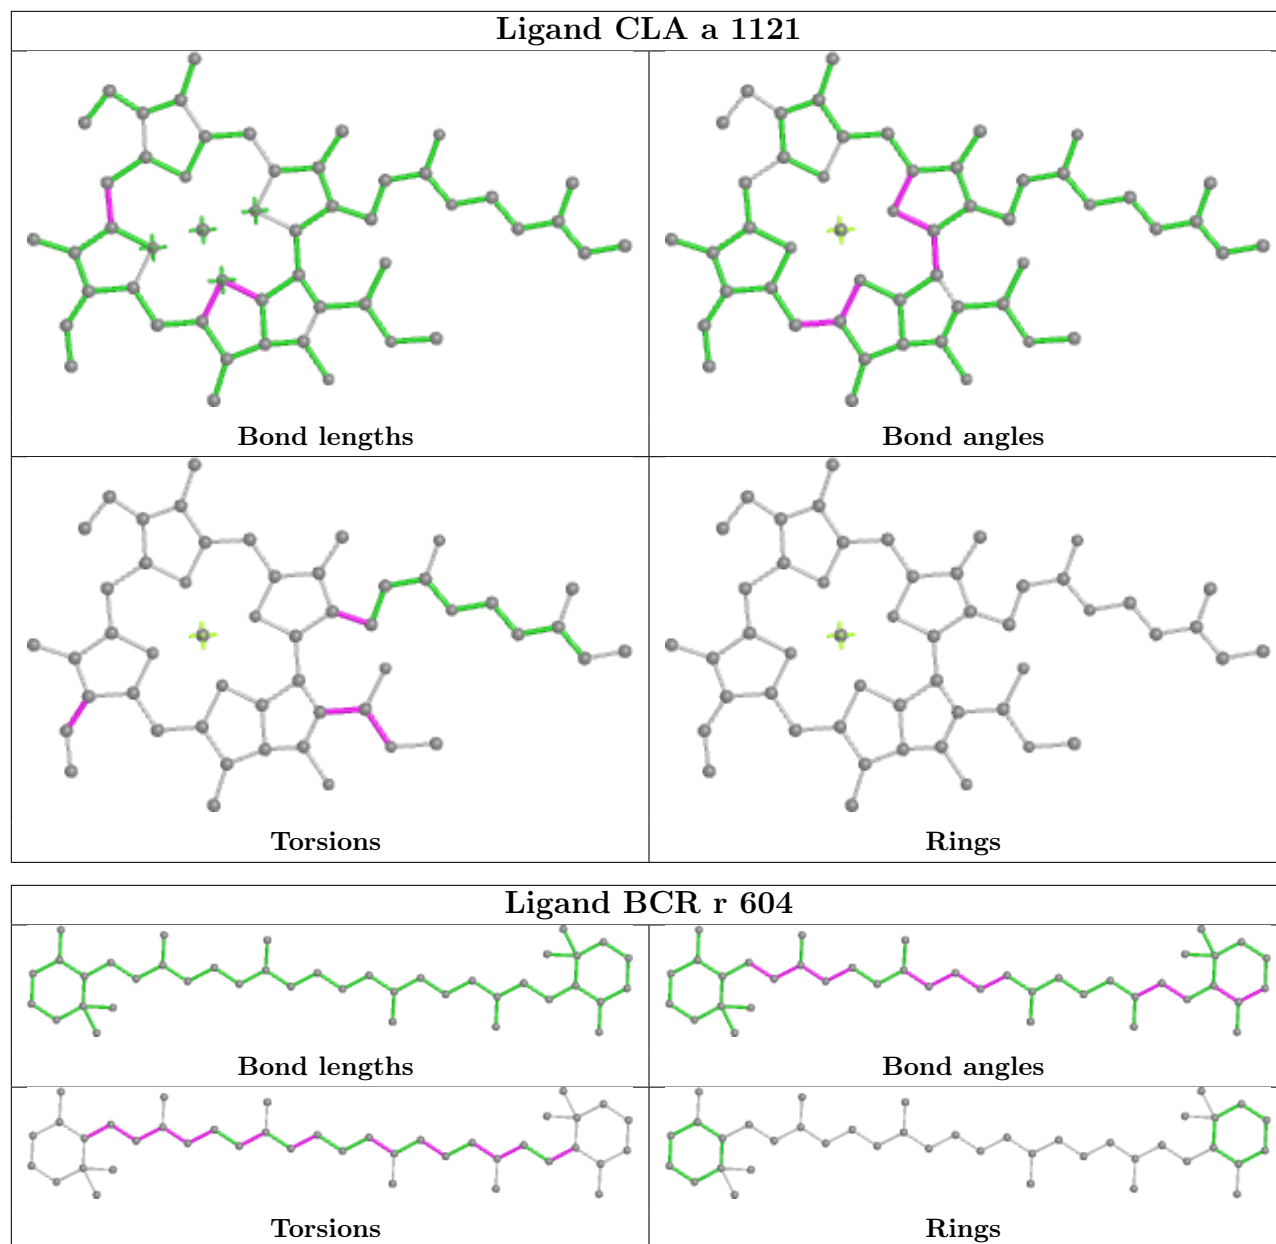 Ligand CLA a 1121
Bond lengths
Bond angles
Torsions
Rings
Ligand BCR r 604
Bond lengths
Bond angles
Torsions
Rings